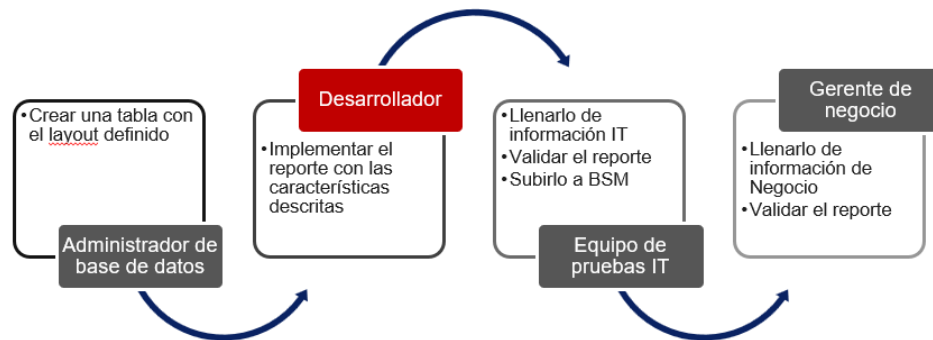 • Crear una tabla con
el layout definido
Administrador de
base de datos
Desarrollador
• Implementar el
reporte con las
características
descritas
• Llenarlo de
información IT
• Validar el reporte
• Subirlo a BSM
Equipo de
pruebas IT
Gerente de
negocio
• Llenarlo de
información de
Negocio
• Validar el reporte